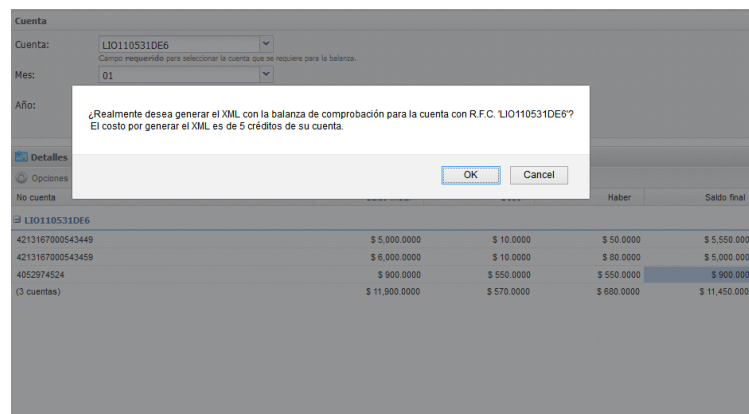 Cuenta
Cuenta: LIO110531DE6
Campo requerido para seleccionar la cuenta que se requiere para la balanza.
Mes: 01
Año:
¿Realmente desea generar el XML con la balanza de comprobación para la cuenta con R.F.C. 'LIO110531DE6'?
El costo por generar el XML es de 5 créditos de su cuenta.
OK Cancel
Detalles
Opciones
No cuenta Haber Saldo final
LIO110531DE6
4213167000543449 $ 5,000.0000 $ 10.0000 $ 50.0000 $ 5,550.000
4213167000543459 $ 6,000.0000 $ 10.0000 $ 80.0000 $ 5,000.000
4052974524 $ 900.0000 $ 550.0000 $ 550.0000 $ 900.000
(3 cuentas) $ 11,900.0000 $ 570.0000 $ 680.0000 $ 11,450.000